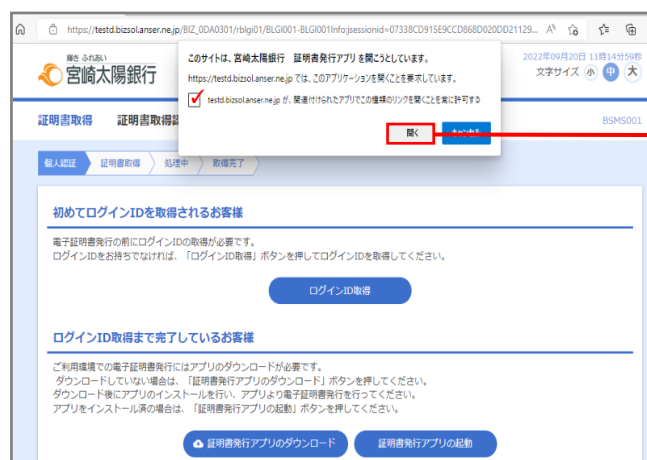 https://testd.bizsol.anser.ne.jp/BIZ_0DA0301/rblgi01/BLGI001-BLGI001Info;jsessionid=07338CD915E9CCD868D020DD21129...
輝き ふれあい
宮崎太陽銀行
2022年09月20日 11時14分59秒
文字サイズ 小 中 大
このサイトは、宮崎太陽銀行 証明書発行アプリ を開こうとしています。
https://testd.bizsol.anser.ne.jp では、このアプリケーションを開くことを要求しています。
testd.bizsol.anser.ne.jp が、関連付けられたアプリでこの種類のリンクを開くことを常に許可する
開く キャンセル
証明書取得 証明書取得認
BSMS001
個人認証 証明書取得 処理中 取得完了
初めてログインIDを取得されるお客様
電子証明書発行の前にログインIDの取得が必要です。
ログインIDをお持ちでなければ、「ログインID取得」ボタンを押してログインIDを取得してください。
ログインID取得
ログインID取得まで完了しているお客様
ご利用環境での電子証明書発行にはアプリのダウンロードが必要です。
ダウンロードしていない場合は、「証明書発行アプリのダウンロード」ボタンを押してください。
ダウンロード後にアプリのインストールを行い、アプリより電子証明書発行を行ってください。
アプリをインストール済の場合は、「証明書発行アプリの起動」ボタンを押してください。
証明書発行アプリのダウンロード 証明書発行アプリの起動